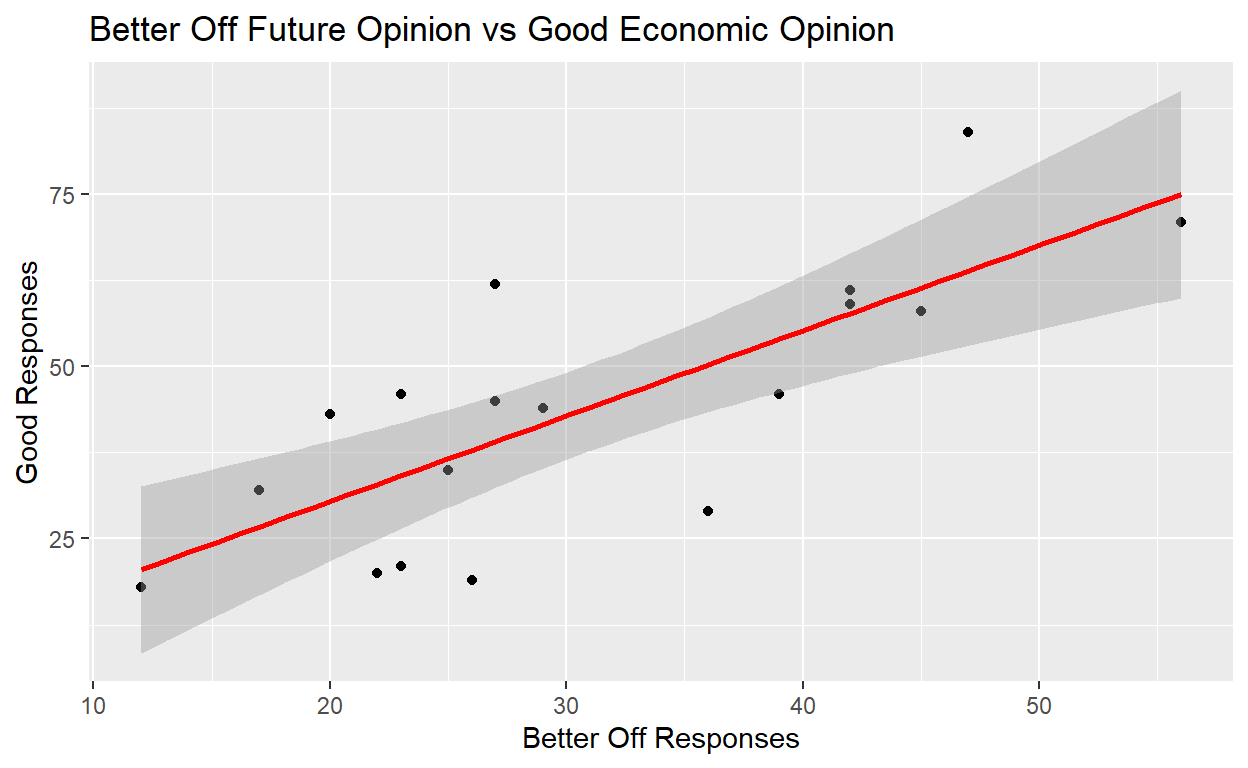 Better Off Future Opinion vs Good Economic Opinion
75
50
25
Good Responses
10 20 30 40 50
Better Off Responses